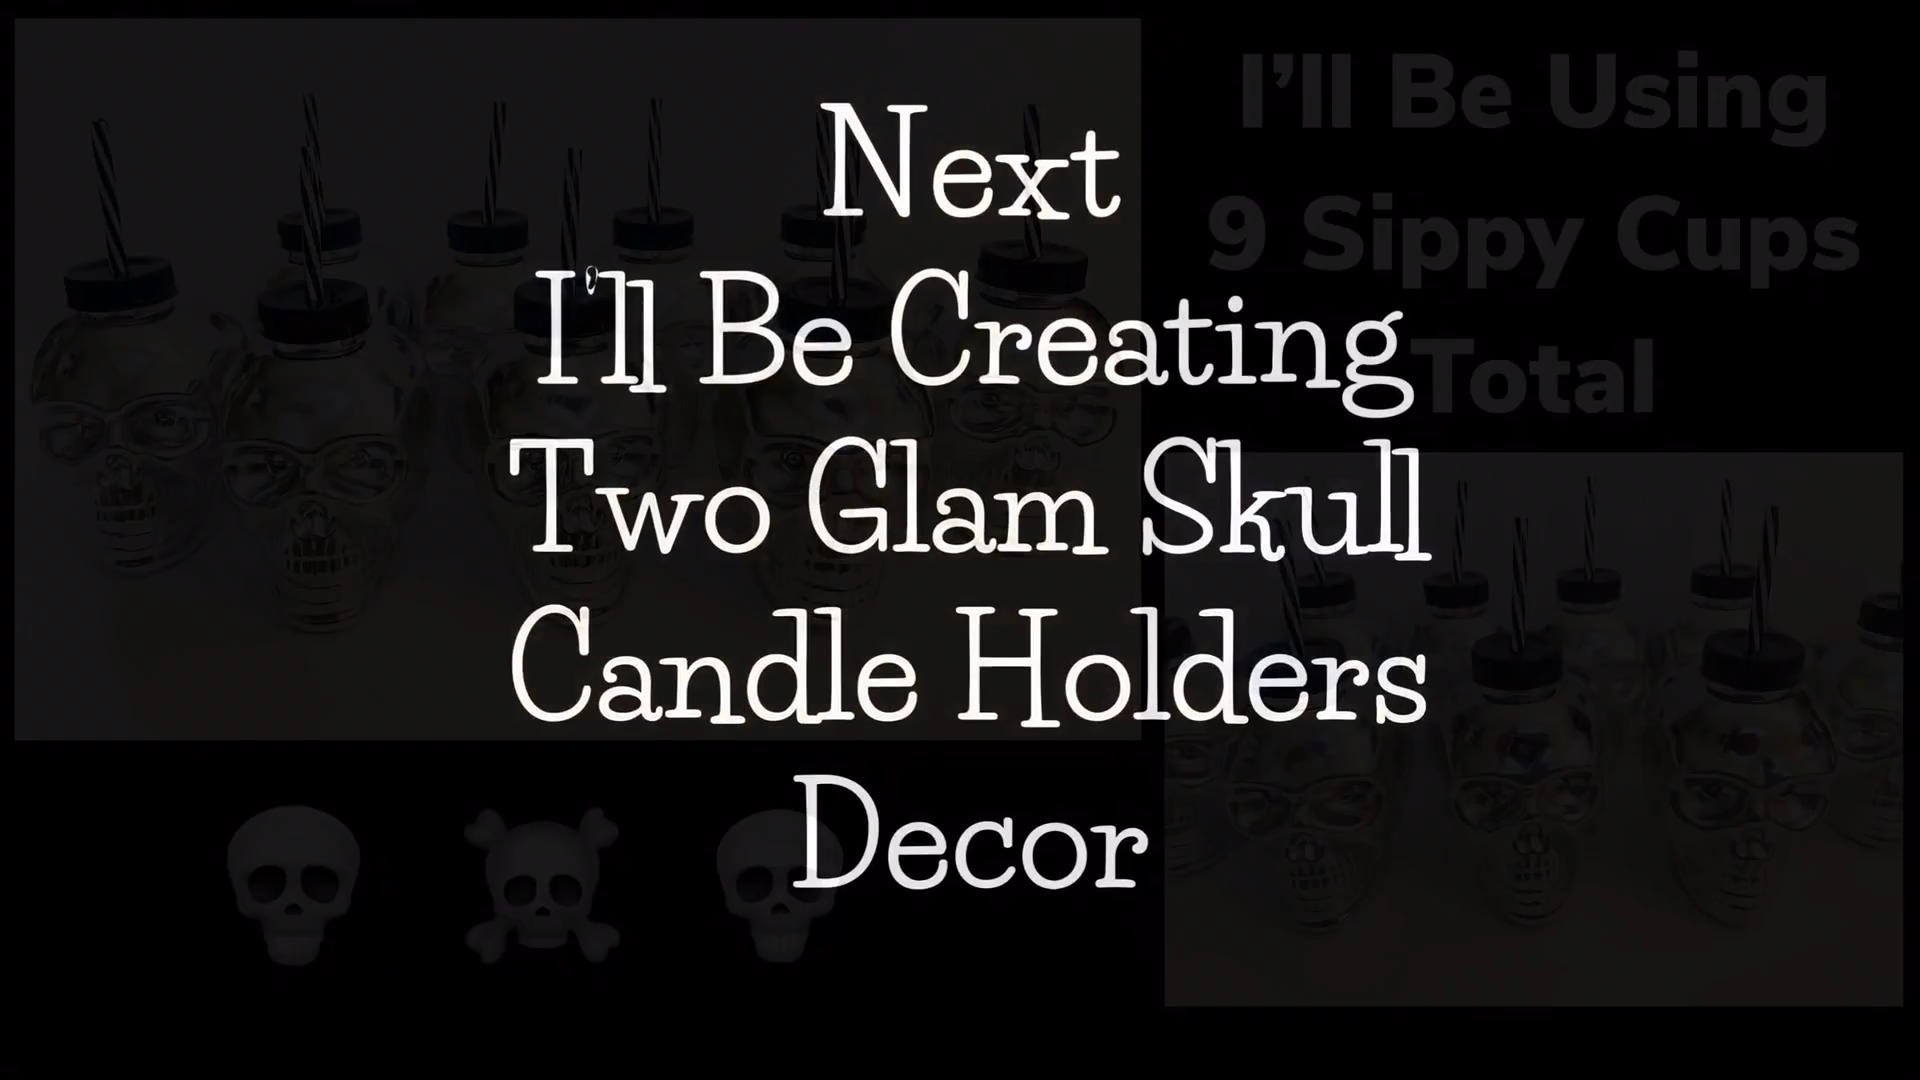 Next
I'll Be Creating
Two Glam Skull
Candle Holders
Decor
I'll Be Using
9 Sippy Cups
Total